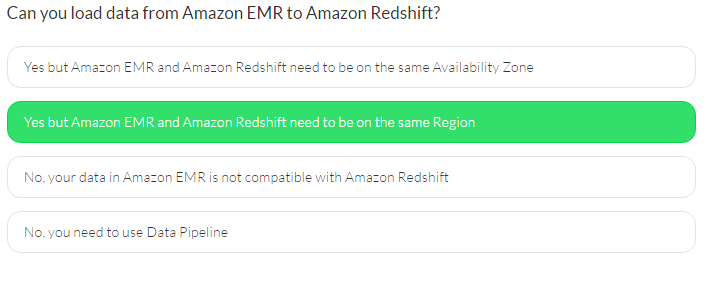 Can you load data from Amazon EMR to Amazon Redshift?
Yes but Amazon EMR and Amazon Redshift need to be on the same Availability Zone
Yes but Amazon EMR and Amazon Redshift need to be on the same Region
No, your data in Amazon EMR is not compatible with Amazon Redshift
No, you need to use Data Pipeline